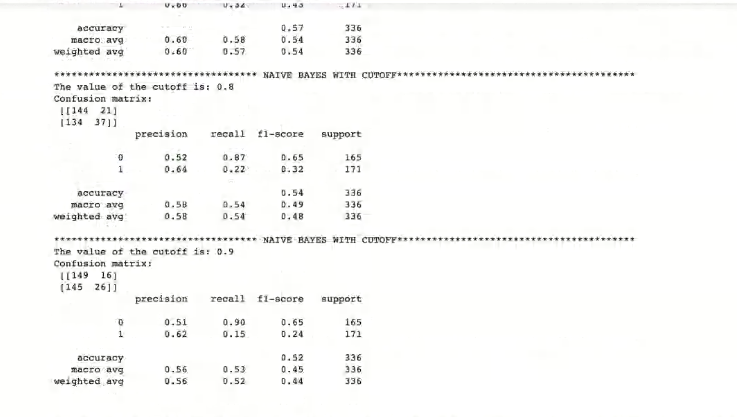 1 0.60 0.32 0.43 171
accuracy 0.57 336
macro avg 0.60 0.58 0.54 336
weighted avg 0.60 0.57 0.54 336
*********************************** NAIVE BAYES WITH CUTOFF*****************************************
The value of the cutoff is: 0.8
Confusion matrix:
[[144 21]
[134 37]]
precision recall f1-score support
0 0.52 0.87 0.65 165
1 0.64 0.22 0.32 171
accuracy 0.54 336
macro avg 0.58 0.54 0.49 336
weighted avg 0.58 0.54 0.48 336
*********************************** NAIVE BAYES WITH CUTOFF*****************************************
The value of the cutoff is: 0.9
Confusion matrix:
[[149 16]
[145 26]]
precision recall f1-score support
0 0.51 0.90 0.65 165
1 0.62 0.15 0.24 171
accuracy 0.52 336
macro avg 0.56 0.53 0.45 336
weighted avg 0.56 0.52 0.44 336